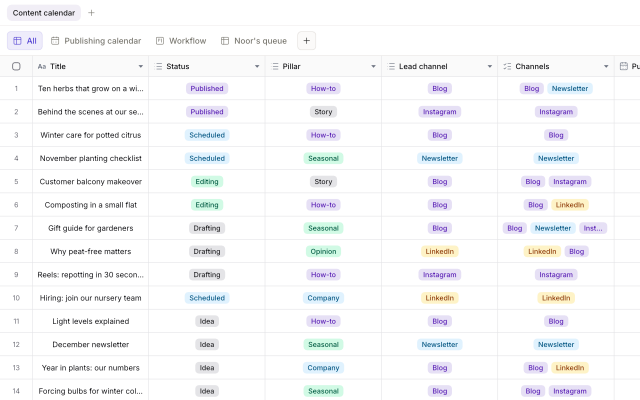 Content calendar +
All Publishing calendar Workflow Noor's queue +
Aa Title Status Pillar Lead channel Channels Pu
1 Ten herbs that grow on a wi... Published How-to Blog Blog Newsletter
2 Behind the scenes at our se... Published Story Instagram Instagram
3 Winter care for potted citrus Scheduled How-to Blog Blog
4 November planting checklist Scheduled Seasonal Newsletter Newsletter
5 Customer balcony makeover Editing Story Blog Blog Instagram
6 Composting in a small flat Editing How-to Blog Blog LinkedIn
7 Gift guide for gardeners Drafting Seasonal Blog Blog Newsletter Inst...
8 Why peat-free matters Drafting Opinion LinkedIn LinkedIn Blog
9 Reels: repotting in 30 secon... Drafting How-to Instagram Instagram
10 Hiring: join our nursery team Scheduled Company LinkedIn LinkedIn
11 Light levels explained Idea How-to Blog Blog
12 December newsletter Idea Seasonal Newsletter Newsletter
13 Year in plants: our numbers Idea Company Blog Blog LinkedIn
14 Forcing bulbs for winter col... Idea Seasonal Blog Blog Instagram